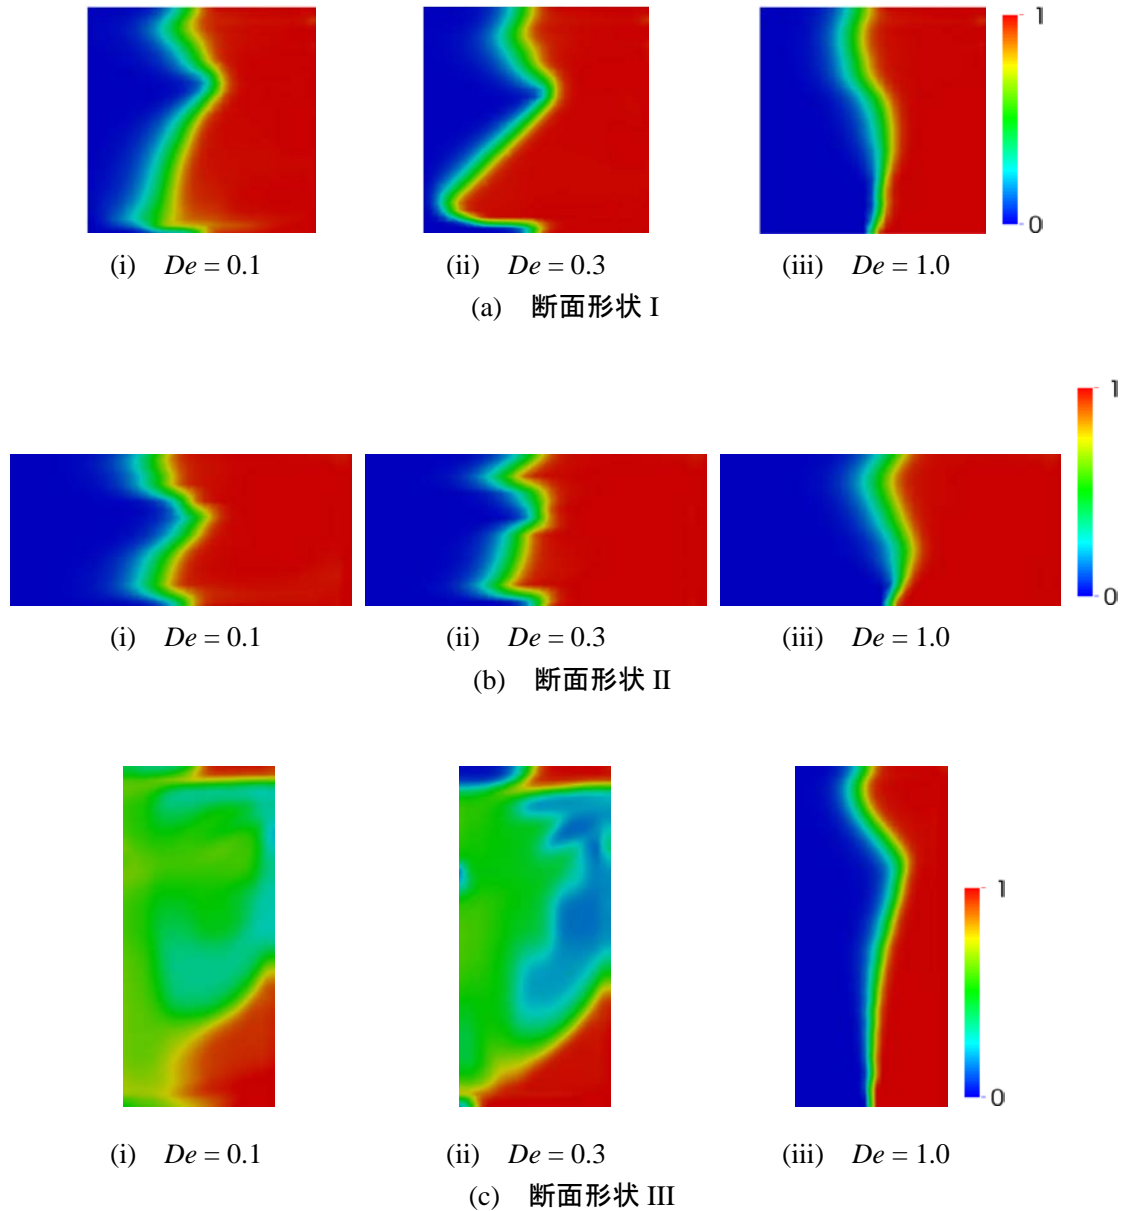 1
0
(i) De = 0.1 (ii) De = 0.3 (iii) De = 1.0
(a) 断面形状 I
1
0
(i) De = 0.1 (ii) De = 0.3 (iii) De = 1.0
(b) 断面形状 II
1
0
(i) De = 0.1 (ii) De = 0.3 (iii) De = 1.0
(c) 断面形状 III